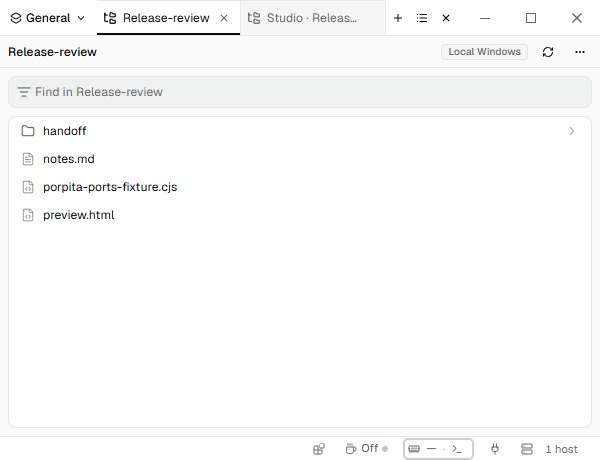 General
Release-review
Studio · Releas...
Release-review
Local Windows
Find in Release-review
handoff
notes.md
porpita-ports-fixture.cjs
preview.html
Off
1 host